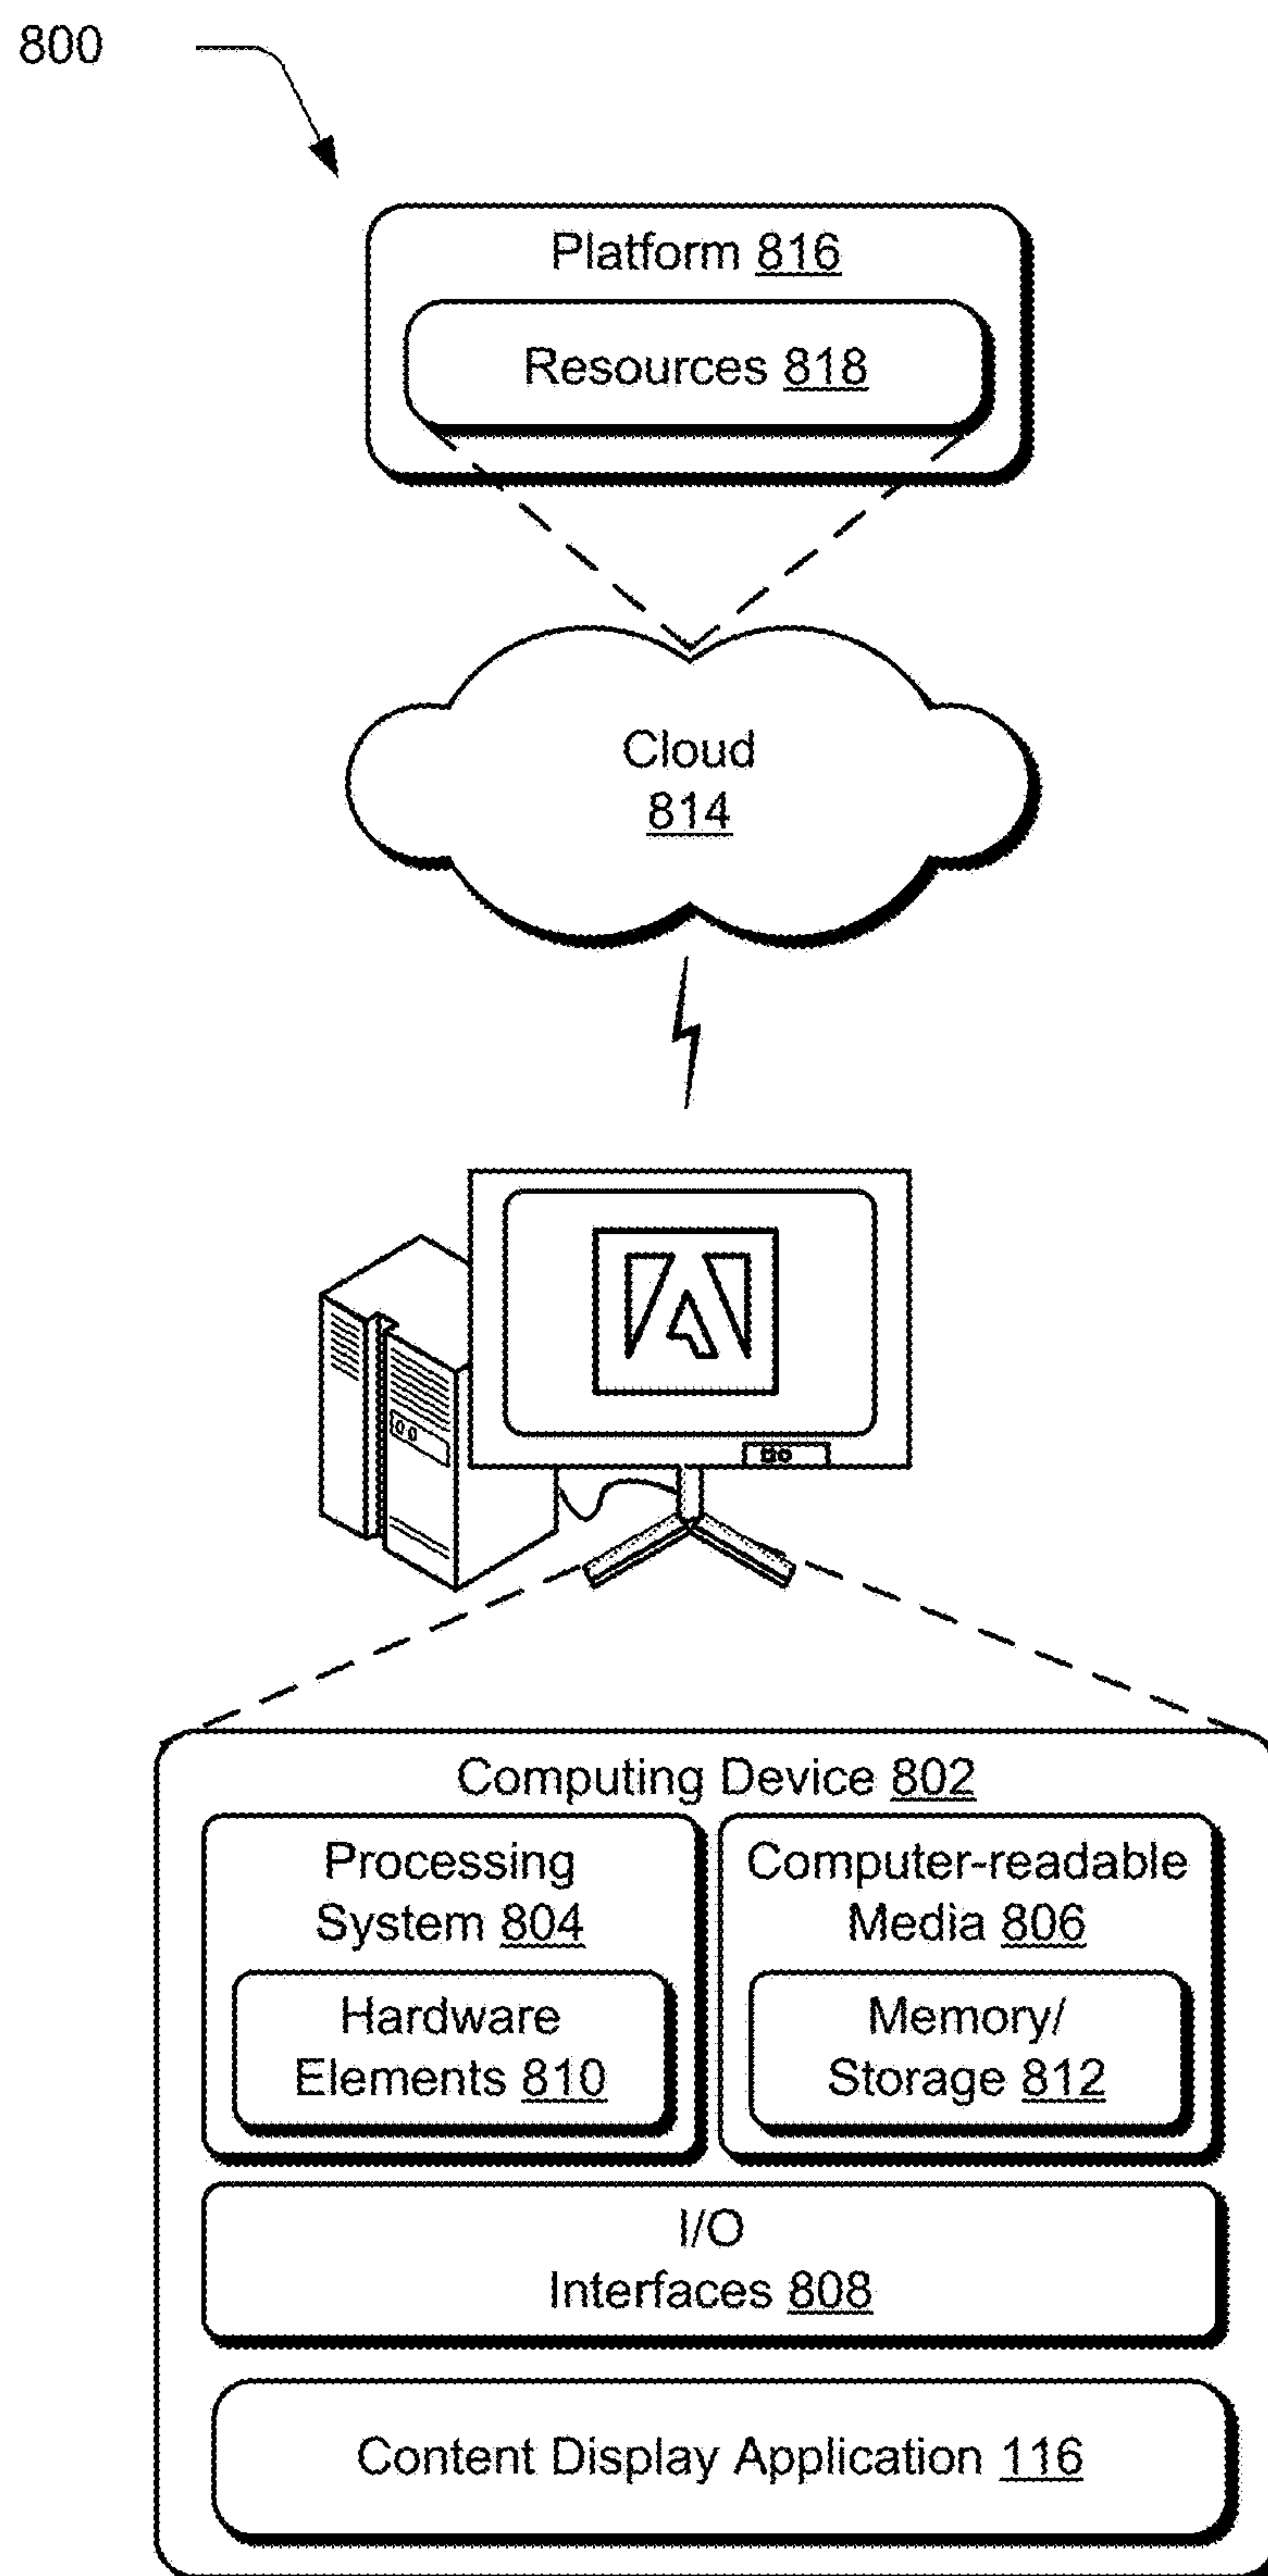 800
Platform 816
Resources 818
Cloud
814
Computing Device 802
Processing
System 804
Hardware
Elements 810
Computer-readable
Media 806
Memory/
Storage 812
I/O
Interfaces 808
Content Display Application 116